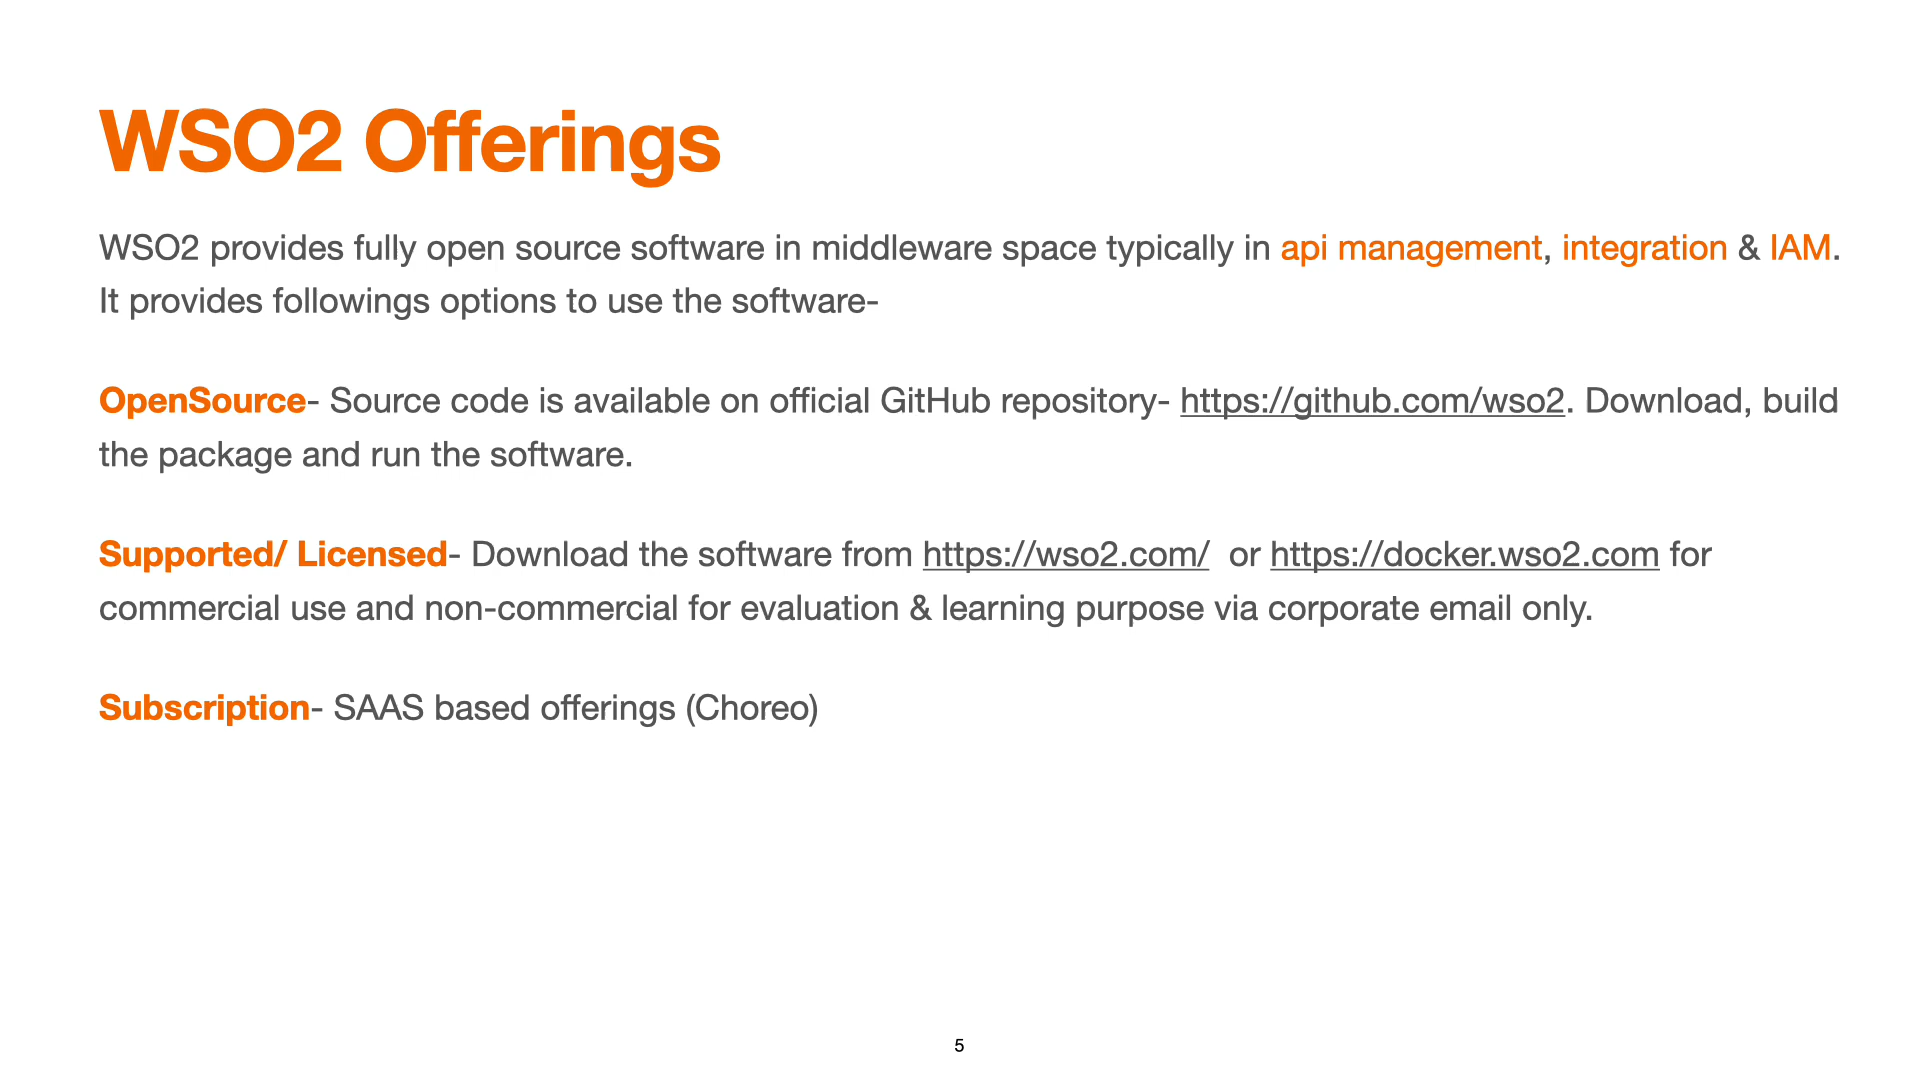 WSO2 Offerings
WSO2 provides fully open source software in middleware space typically in api management, integration & IAM.
It provides followings options to use the software-
OpenSource- Source code is available on official GitHub repository- https://github.com/wso2. Download, build
the package and run the software.
Supported/ Licensed- Download the software from https://wso2.com/  or https://docker.wso2.com for
commercial use and non-commercial for evaluation & learning purpose via corporate email only.
Subscription- SAAS based offerings (Choreo)
5